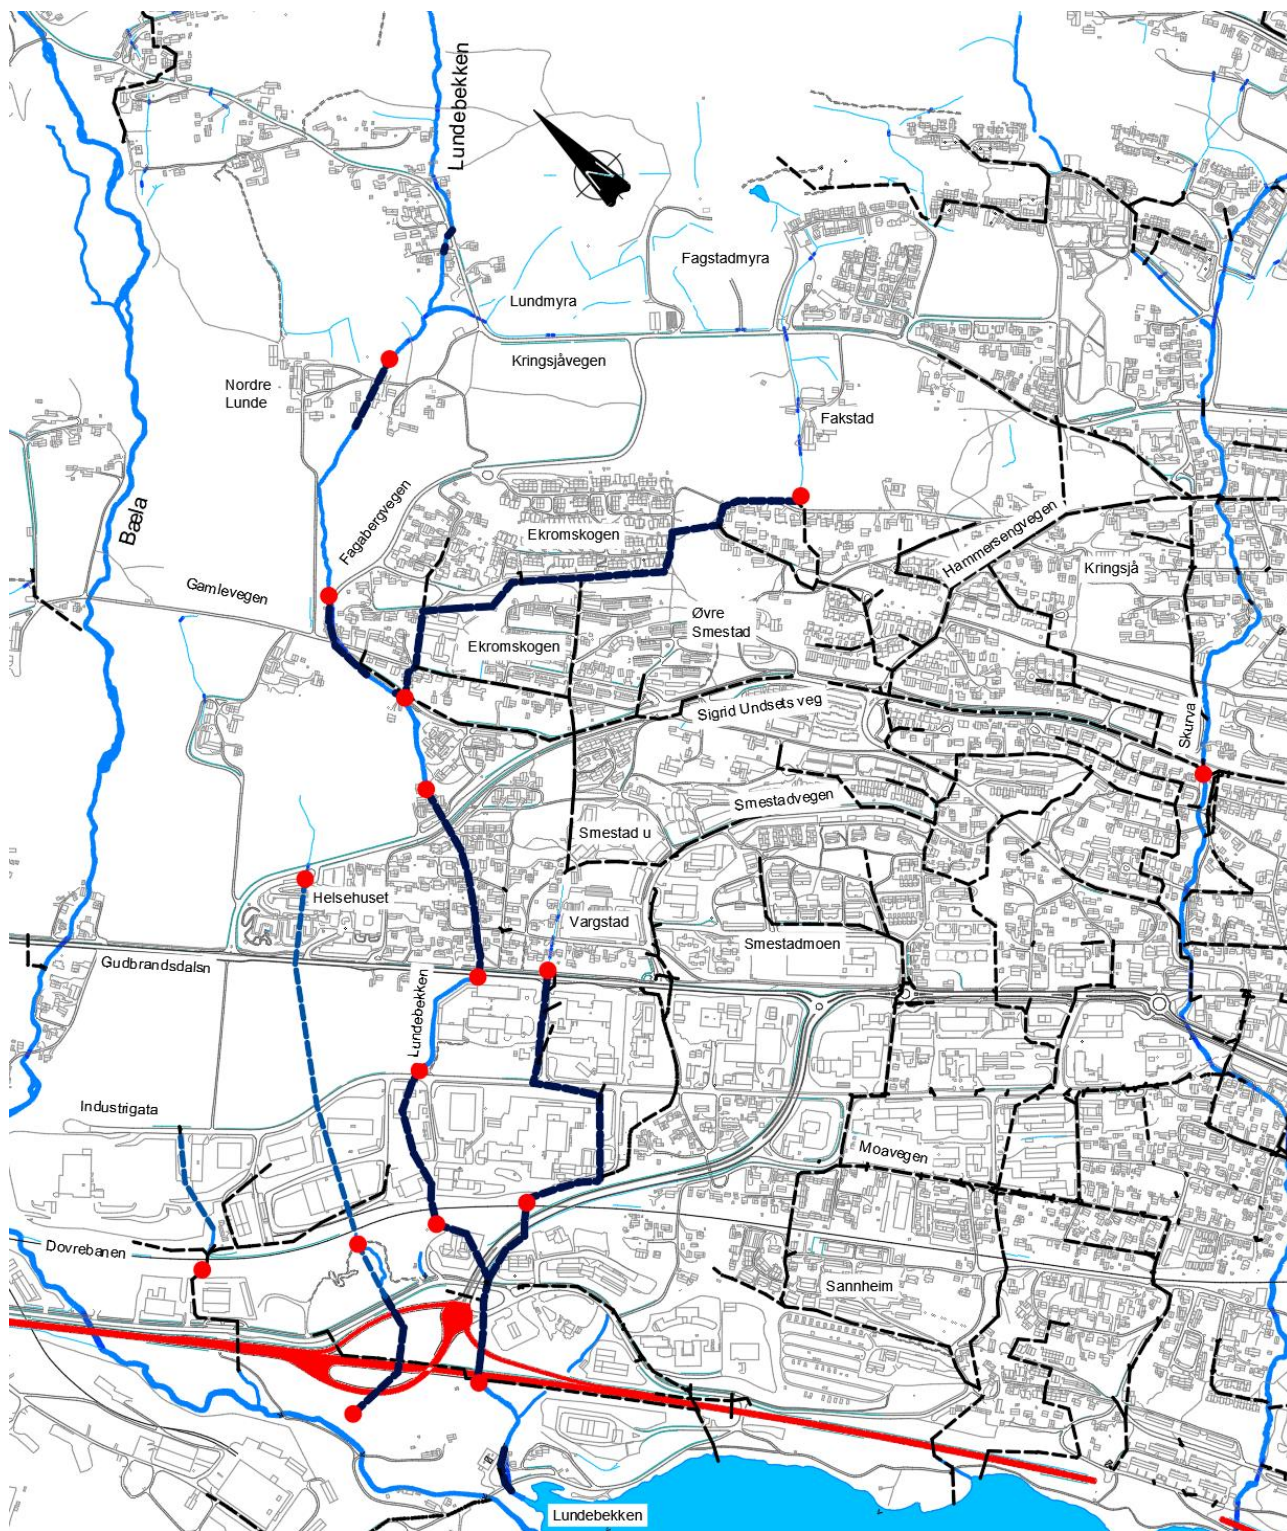 Lundebekken
Fagstadmyra
Lundmyra
Kringsjåvegen
Nordre
Lunde
Fakstad
Bæla
Fagabergvegen
Ekromskogen
Hammersengvegen
Kringsjå
Gamlevegen
Øvre
Smestad
Ekromskogen
Sigrid Undsets veg
Skurva
Smestadvegen
Smestad u
Helsehuset
Vargstad
Smestadmoen
Gudbrandsdalsn
Lundebekken
Industrigata
Moavegen
Dovrebanen
Sannheim
Lundebekken